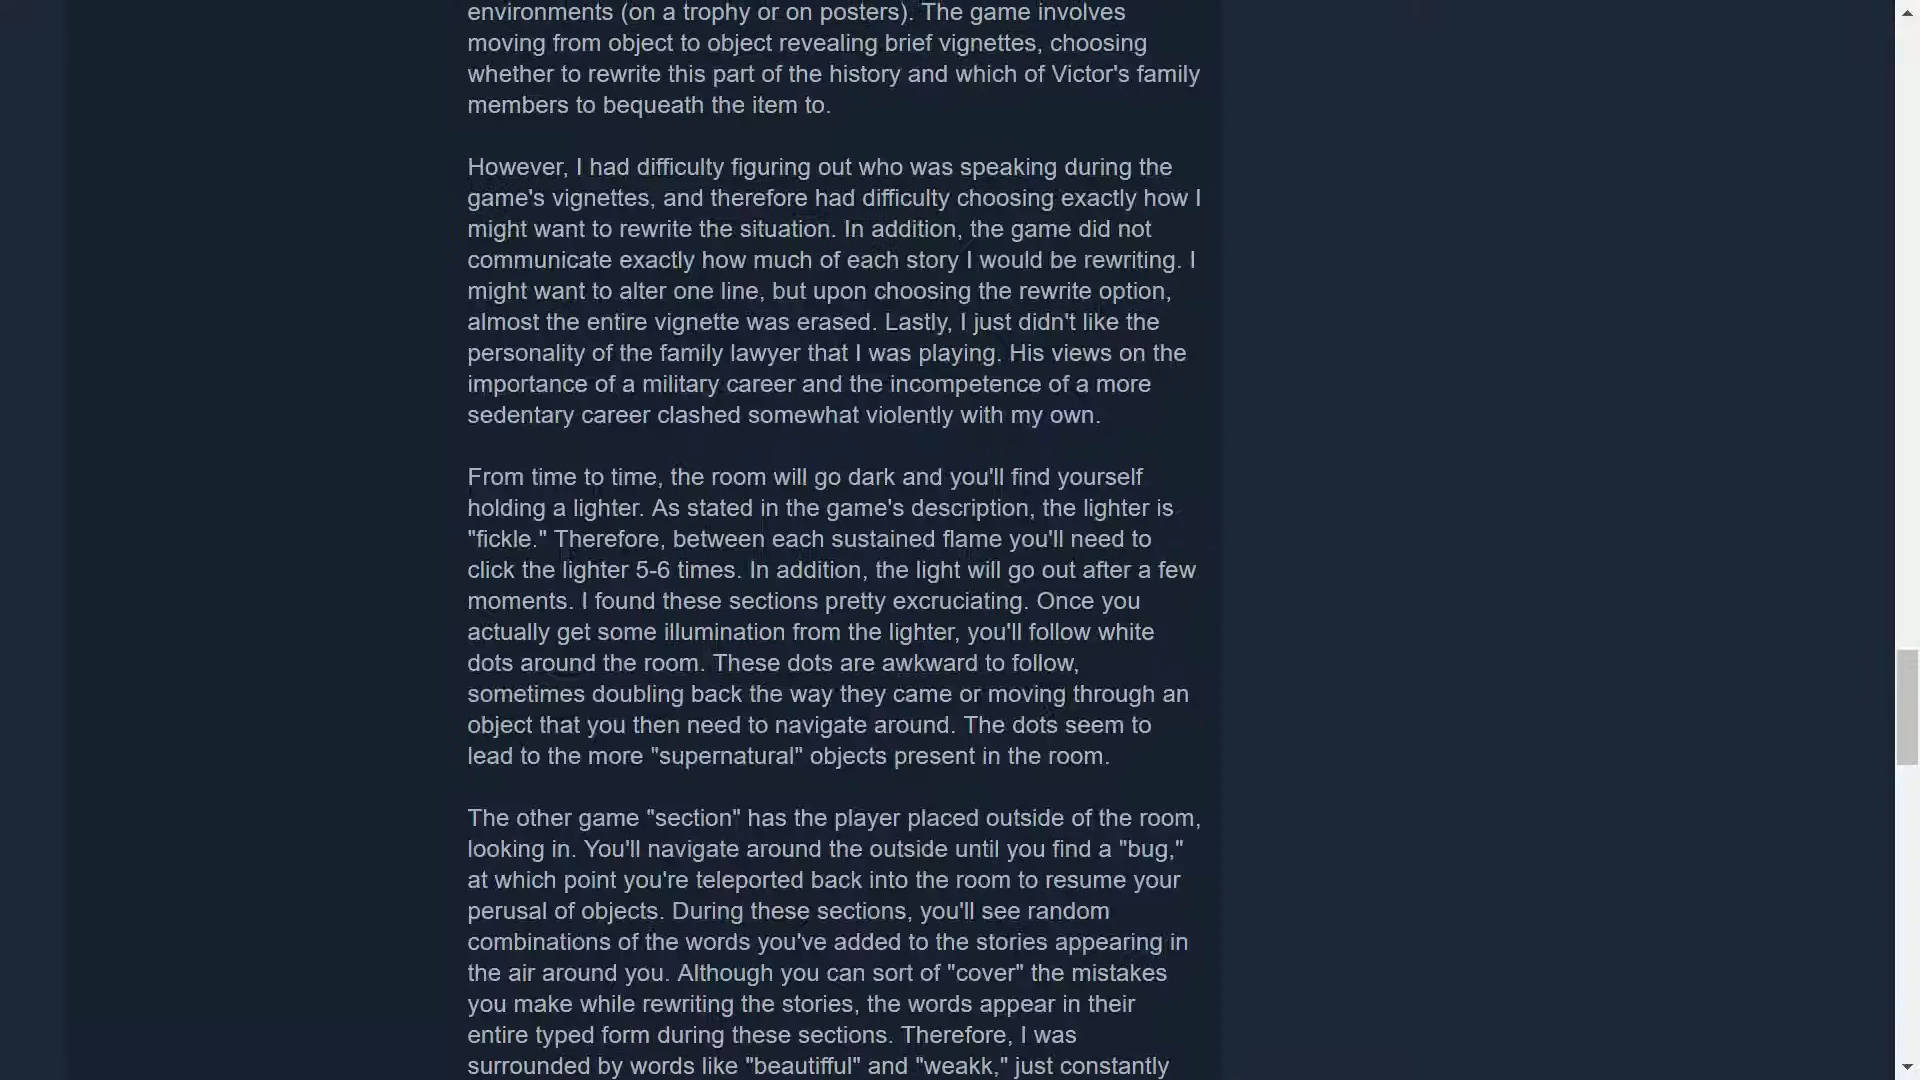 environments (on a trophy or on posters). The game involves
moving from object to object revealing brief vignettes, choosing
whether to rewrite this part of the history and which of Victor's family
members to bequeath the item to.
However, I had difficulty figuring out who was speaking during the
game's vignettes, and therefore had difficulty choosing exactly how I
might want to rewrite the situation. In addition, the game did not
communicate exactly how much of each story I would be rewriting. I
might want to alter one line, but upon choosing the rewrite option,
almost the entire vignette was erased. Lastly, I just didn't like the
personality of the family lawyer that I was playing. His views on the
importance of a military career and the incompetence of a more
sedentary career clashed somewhat violently with my own.
From time to time, the room will go dark and you'll find yourself
holding a lighter. As stated in the game's description, the lighter is
"fickle." Therefore, between each sustained flame you'll need to
click the lighter 5-6 times. In addition, the light will go out after a few
moments. I found these sections pretty excruciating. Once you
actually get some illumination from the lighter, you'll follow white
dots around the room. These dots are awkward to follow,
sometimes doubling back the way they came or moving through an
object that you then need to navigate around. The dots seem to
lead to the more "supernatural" objects present in the room.
The other game "section" has the player placed outside of the room,
looking in. You'll navigate around the outside until you find a "bug,"
at which point you're teleported back into the room to resume your
perusal of objects. During these sections, you'll see random
combinations of the words you've added to the stories appearing in
the air around you. Although you can sort of "cover" the mistakes
you make while rewriting the stories, the words appear in their
entire typed form during these sections. Therefore, I was
surrounded by words like "beautifful" and "weakk," just constantly